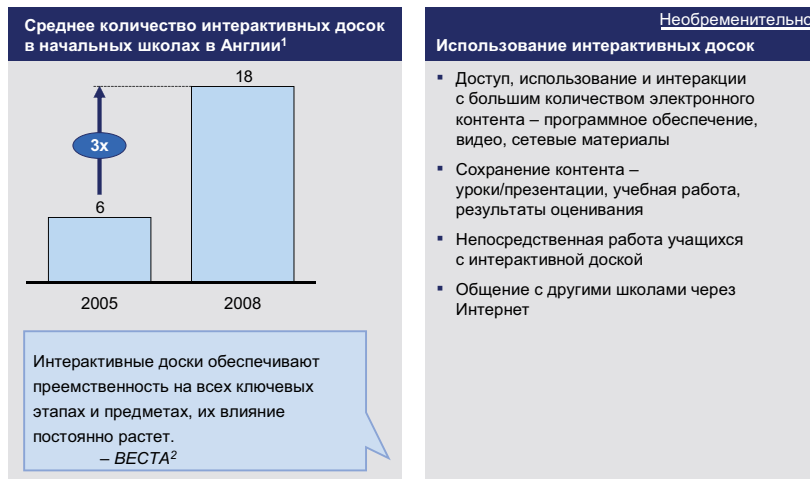 Среднее количество интерактивных досок
в начальных школах в Англии¹
18
3x
6
2005
2008
Интерактивные доски обеспечивают
преемственность на всех ключевых
этапах и предметах, их влияние
постоянно растет.
– BECTA²
Необременительно
Использование интерактивных досок
▪ Доступ, использование и интеракции
с большим количеством электронного
контента – программное обеспечение,
видео, сетевые материалы
▪ Сохранение контента –
уроки/презентации, учебная работа,
результаты оценивания
▪ Непосредственная работа учащихся
с интерактивной доской
▪ Общение с другими школами через
Интернет